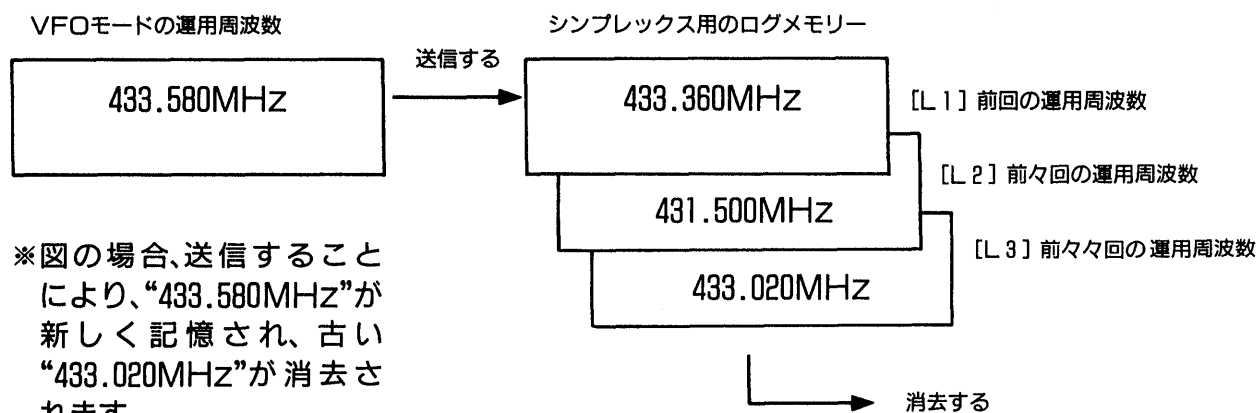 VFOモードの運用周波数
433.580MHz
送信する
シンプレックス用のログメモリー
433.360MHz
[L1]前回の運用周波数
431.500MHz
[L2]前々回の運用周波数
433.020MHz
[L3]前々々回の運用周波数
消去する
※図の場合、送信すること
により、“433.580MHz”が
新しく記憶され、古い
“433.020MHz”が消去さ
れます